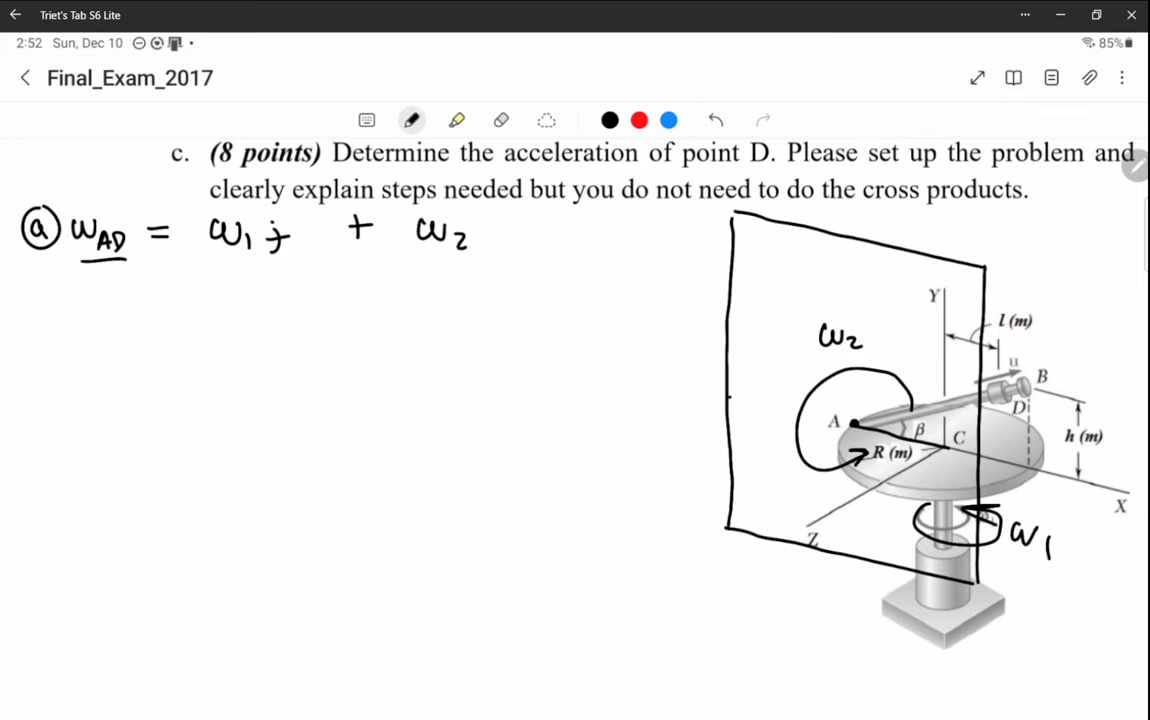 Triet's Tab S6 Lite
2:52 Sun, Dec 10 85%
Final_Exam_2017
c. (8 points) Determine the acceleration of point D. Please set up the problem and
clearly explain steps needed but you do not need to do the cross products.
ⓐ ω_AD = ω₁ j + ω₂
Y
l (m)
ω₂
u
B
D
A
β
C
h (m)
R (m)
X
Z
ω₁